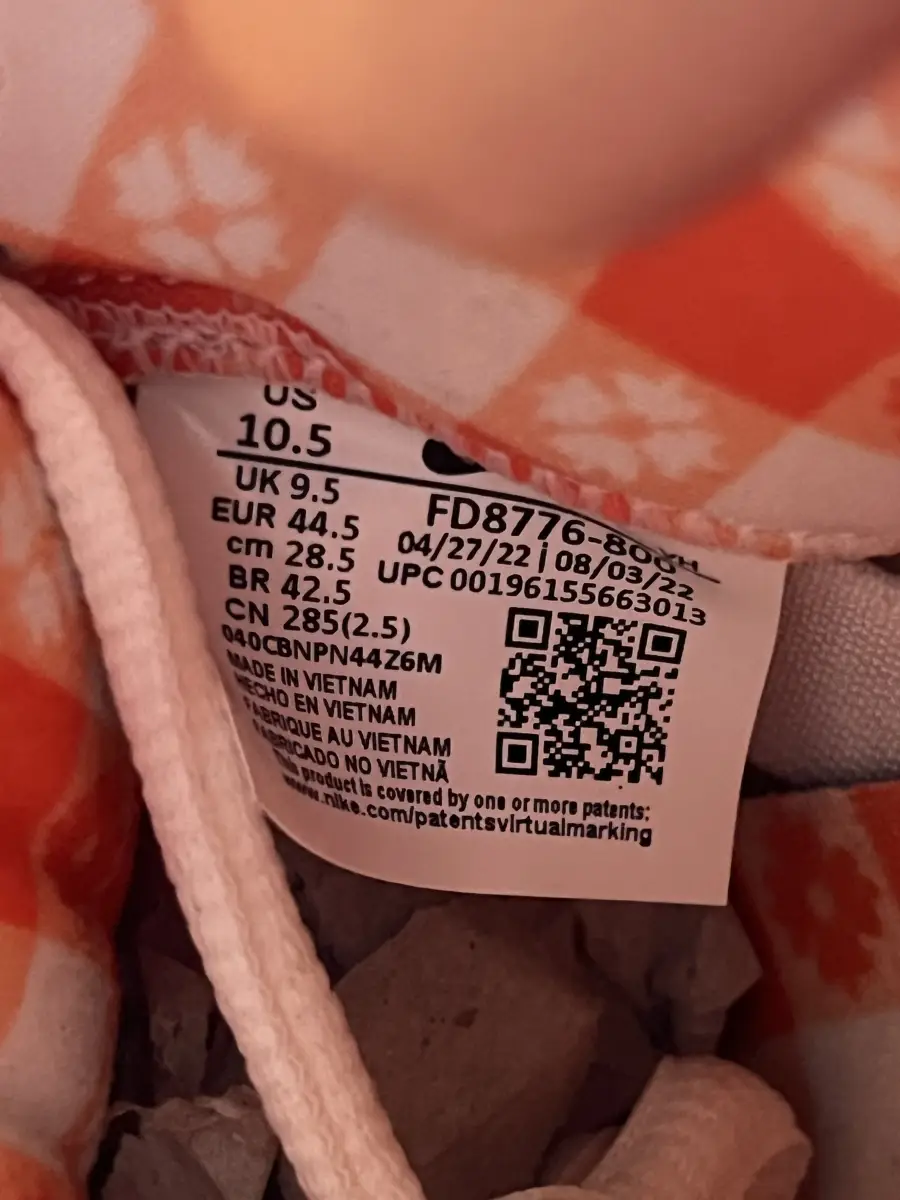 US
10.5
UK 9.5
EUR 44.5
cm 28.5
BR 42.5
CN 285(2.5)
040CBNPN44Z6M
FD8776-800
04/27/22 | 08/03/22
UPC 00196155663013
MADE IN VIETNAM
HECHO EN VIETNAM
FABRIQUE AU VIETNAM
FABRICADO NO VIETNÃ
This product is covered by one or more patents:
www.nike.com/patentsvirtualmarking